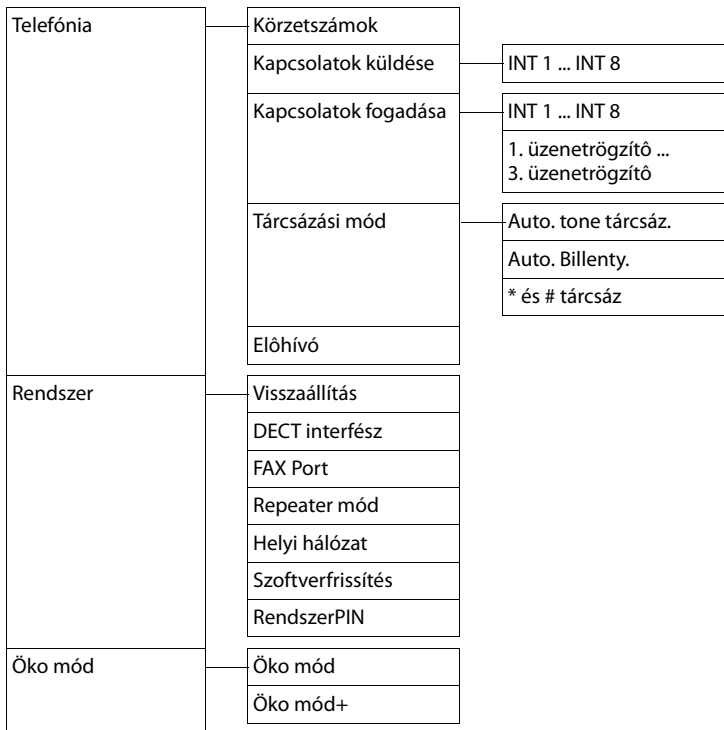 Telefónia
Körzetszámok
Kapcsolatok küldése
INT 1 ... INT 8
Kapcsolatok fogadása
INT 1 ... INT 8
1. üzenetrögzítô ...
3. üzenetrögzítô
Tárcsázási mód
Auto. tone tárcsáz.
Auto. Billenty.
* és # tárcsáz
Elôhívó
Rendszer
Visszaállítás
DECT interfész
FAX Port
Repeater mód
Helyi hálózat
Szoftverfrissítés
RendszerPIN
Öko mód
Öko mód
Öko mód+